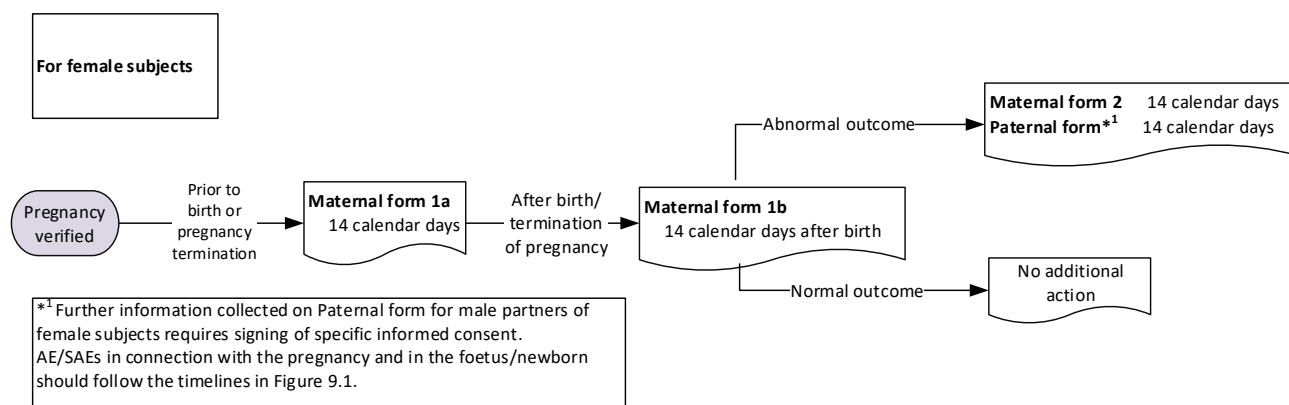 For female subjects
Abnormal outcome
Maternal form 2 14 calendar days
Paternal form*1 14 calendar days
Pregnancy
verified
Prior to
birth or
pregnancy
termination
Maternal form 1a
14 calendar days
After birth/
termination
of pregnancy
Maternal form 1b
14 calendar days after birth
Normal outcome
No additional
action
*1 Further information collected on Paternal form for male partners of
female subjects requires signing of specific informed consent.
AE/SAEs in connection with the pregnancy and in the foetus/newborn
should follow the timelines in Figure 9.1.